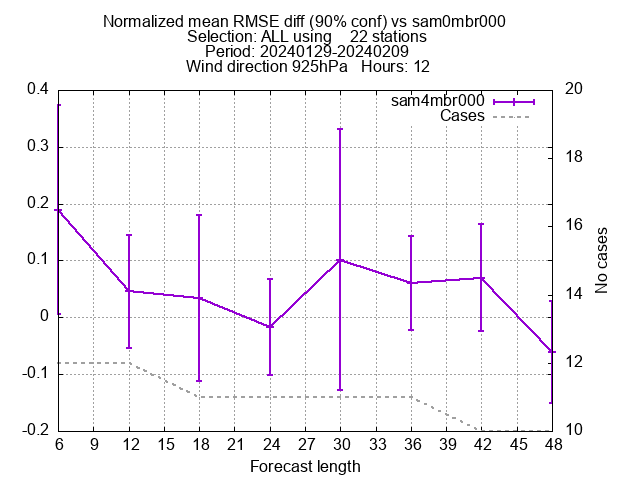 Normalized mean RMSE diff (90% conf) vs sam0mbr000
Selection: ALL using    22 stations
Period: 20240129-20240209
Wind direction 925hPa   Hours: 12
sam4mbr000
Cases
0.4
0.3
0.2
0.1
0
-0.1
-0.2
20
18
16
14
12
10
No cases
6 9 12 15 18 21 24 27 30 33 36 39 42 45 48
Forecast length